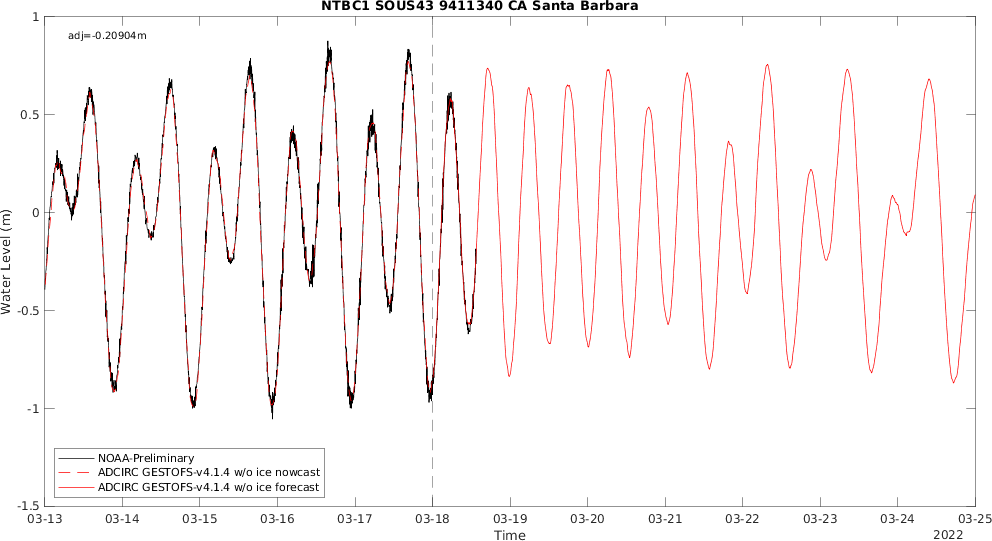 NTBC1 SOUS43 9411340 CA Santa Barbara
adj=-0.20904m
1
0.5
0
-0.5
-1
-1.5
Water Level (m)
NOAA-Preliminary
ADCIRC GESTOFS-v4.1.4 w/o ice nowcast
ADCIRC GESTOFS-v4.1.4 w/o ice forecast
03-13 03-14 03-15 03-16 03-17 03-18 03-19 03-20 03-21 03-22 03-23 03-24 03-25
Time
2022